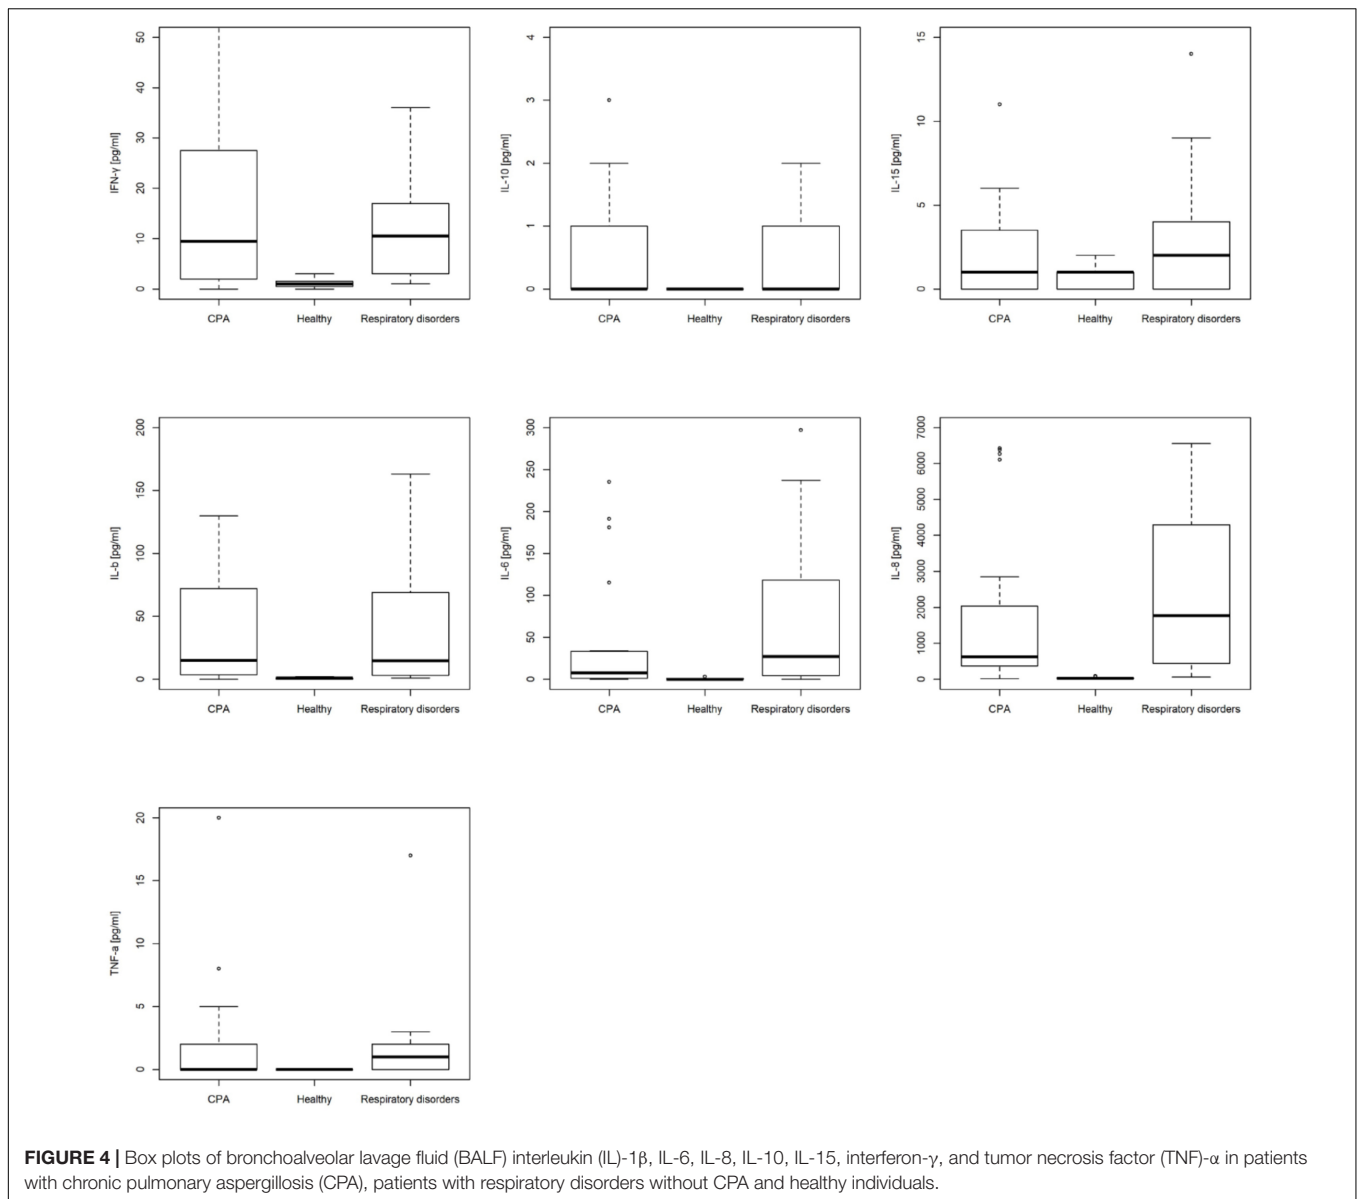 IFN-γ [pg/ml]
50
40
30
20
10
0
CPA Healthy Respiratory disorders
IL-10 [pg/ml]
4
3
2
1
0
CPA Healthy Respiratory disorders
IL-15 [pg/ml]
15
10
5
0
CPA Healthy Respiratory disorders
IL-b [pg/ml]
200
150
100
50
0
CPA Healthy Respiratory disorders
IL-6 [pg/ml]
300
250
200
150
100
50
0
CPA Healthy Respiratory disorders
IL-8 [pg/ml]
7000
6000
5000
4000
3000
2000
1000
0
CPA Healthy Respiratory disorders
TNF-a [pg/ml]
20
15
10
5
0
CPA Healthy Respiratory disorders
FIGURE 4 | Box plots of bronchoalveolar lavage fluid (BALF) interleukin (IL)-1β, IL-6, IL-8, IL-10, IL-15, interferon-γ, and tumor necrosis factor (TNF)-α in patients
with chronic pulmonary aspergillosis (CPA), patients with respiratory disorders without CPA and healthy individuals.